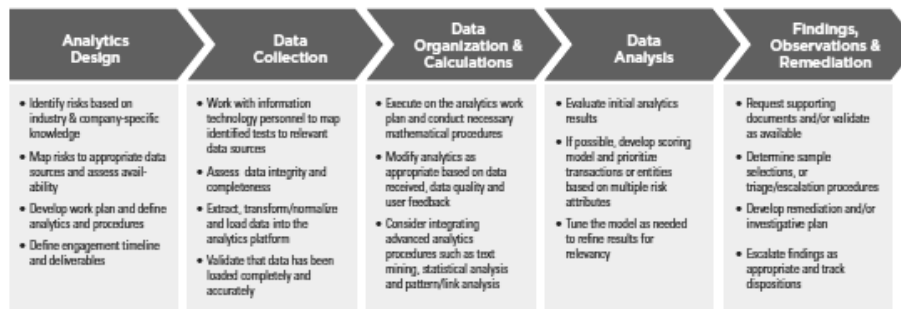 Analytics
Design
Data
Collection
Data
Organization &
Calculations
Data
Analysis
Findings,
Observations &
Remediation
• Identify risks based on
industry & company-specific
knowledge
• Map risks to appropriate data
sources and assess avail-
ability
• Develop work plan and define
analytics and procedures
• Define engagement timeline
and deliverables
• Work with information
technology personnel to map
identified tests to relevant
data sources
• Assess data integrity and
completeness
• Extract, transform/normalize
and load data into the
analytics platform
• Validate that data has been
loaded completely and
accurately
• Execute on the analytics work
plan and conduct necessary
mathematical procedures
• Modify analytics as
appropriate based on data
received, data quality and
user feedback
• Consider integrating
advanced analytics
procedures such as text
mining, statistical analysis
and pattern/link analysis
• Evaluate initial analytics
results
• If possible, develop scoring
model and prioritize
transactions or entities
based on multiple risk
attributes
• Tune the model as needed
to refine results for
relevancy
• Request supporting
documents and/or validate
as available
• Determine sample
selections, or
triage/escalation procedures
• Develop remediation and/or
investigative plan
• Escalate findings as
appropriate and track
dispositions